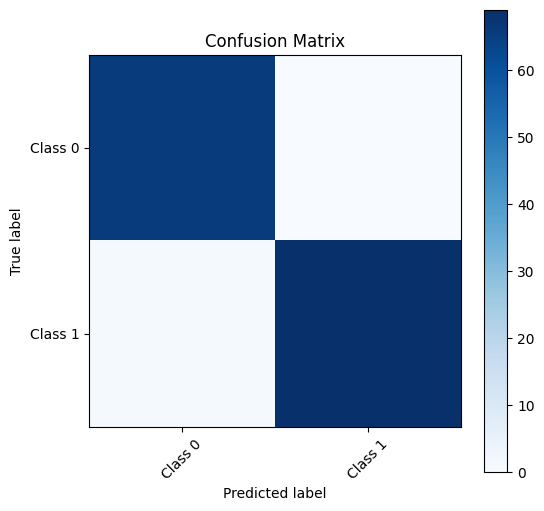 Confusion Matrix
Class 0
Class 1
True label
Class 0
Class 1
Predicted label
60
50
40
30
20
10
0